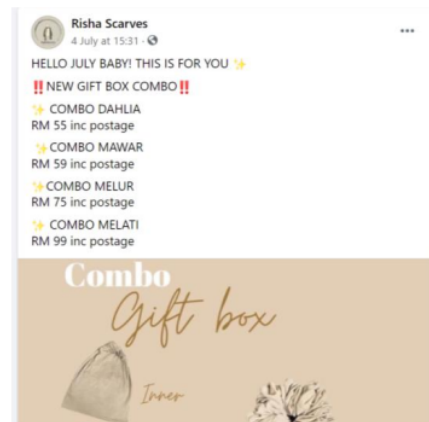 Risha Scarves
4 July at 15:31 ·
HELLO JULY BABY! THIS IS FOR YOU ✨
‼️NEW GIFT BOX COMBO‼️
✨ COMBO DAHLIA
RM 55 inc postage
✨COMBO MAWAR
RM 59 inc postage
✨COMBO MELUR
RM 75 inc postage
✨ COMBO MELATI
RM 99 inc postage
Combo
Gift box
Inner